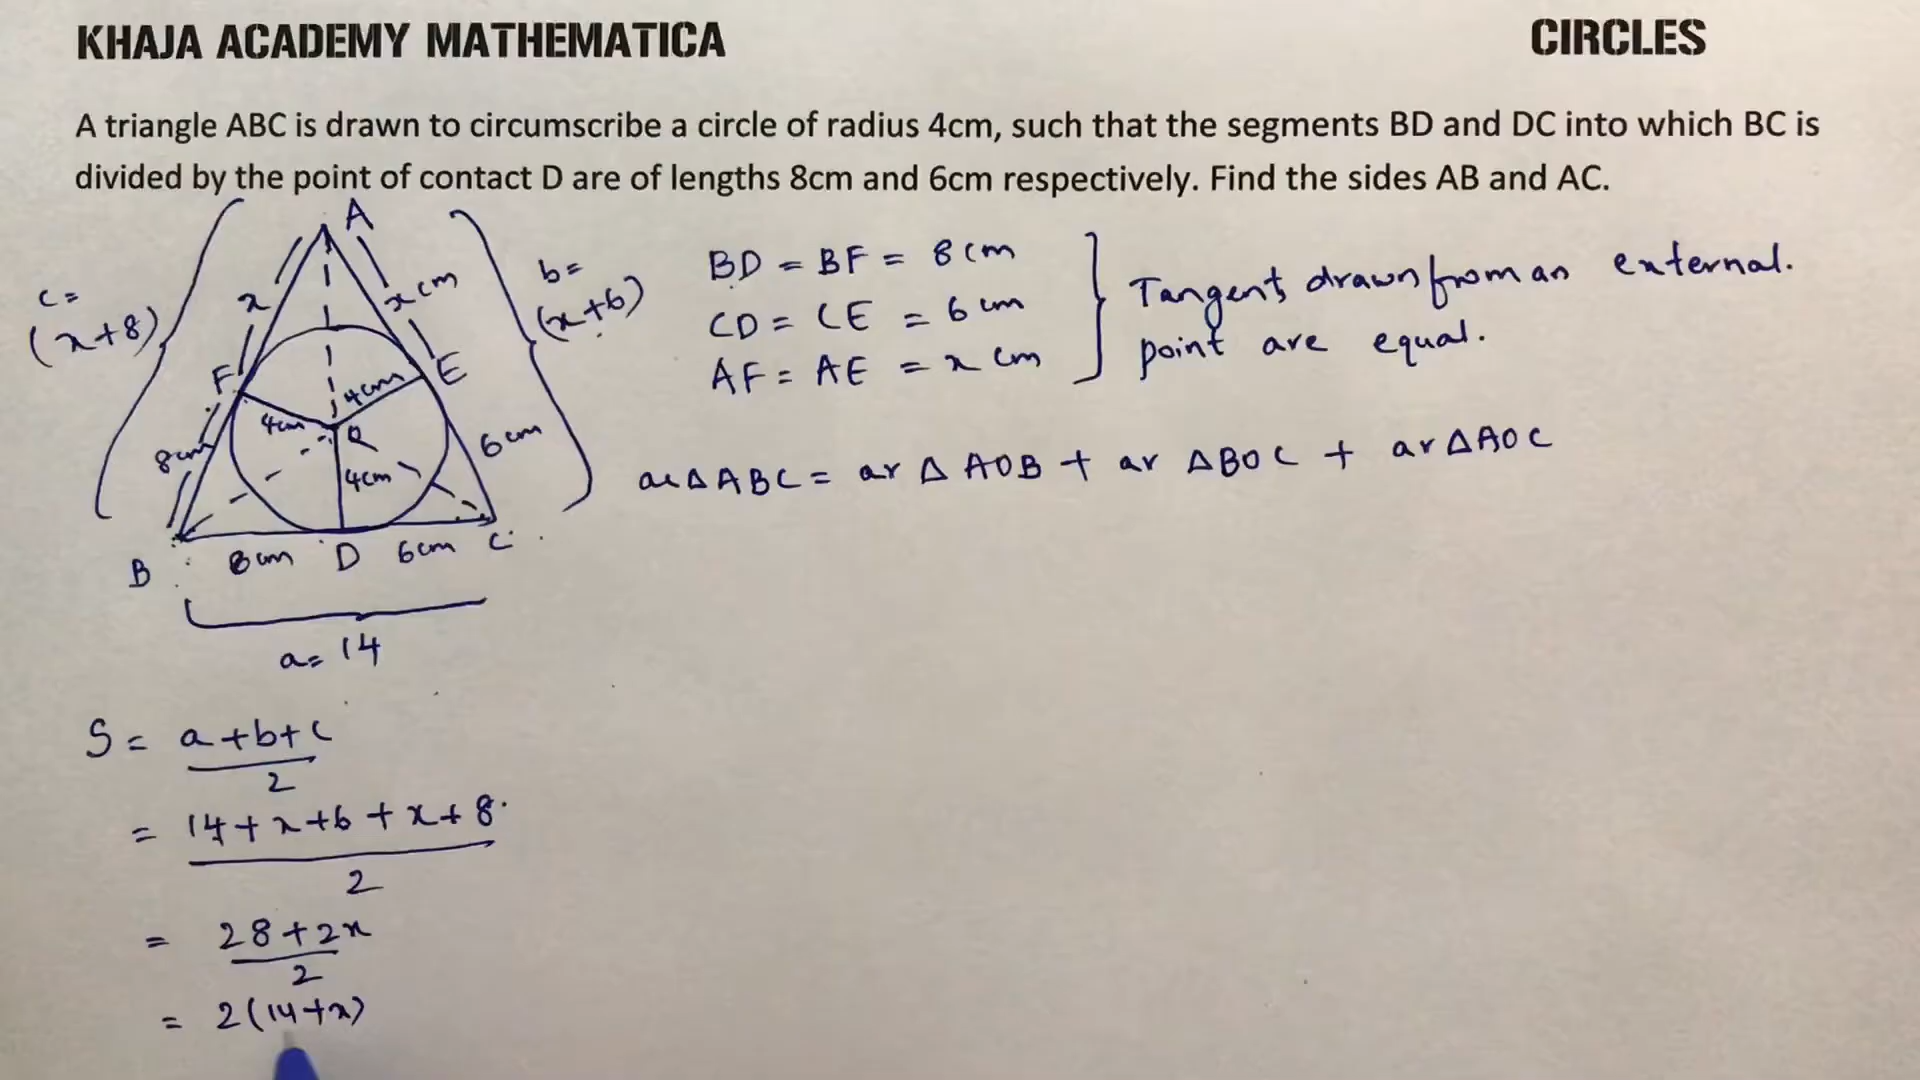 KHAJA ACADEMY MATHEMATICA
CIRCLES
A triangle ABC is drawn to circumscribe a circle of radius 4cm, such that the segments BD and DC into which BC is
divided by the point of contact D are of lengths 8cm and 6cm respectively. Find the sides AB and AC.
A
c=
(x+8)
x
x cm
b=
(x+6)
F
E
4cm
4cm
8cm
4cm
6cm
B
8cm
D
6cm
C
a= 14
BD = BF = 8cm
CD = CE = 6 cm
AF = AE = x cm
Tangents drawn from an external.
point are equal.
ar ΔABC = ar Δ AOB + ar ΔBOC + ar ΔAOC
S = a+b+c
2
= 14+x+6+x+8
2
= 28+2x
2
= 2(14+x)